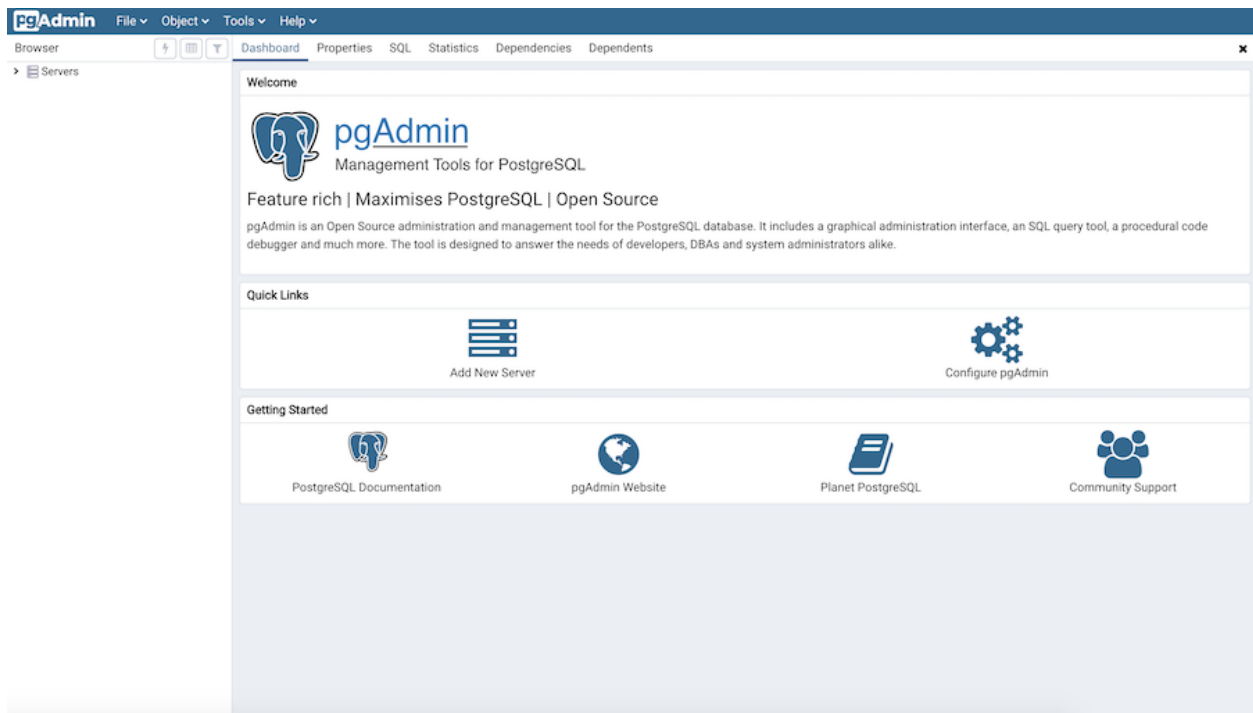 pgAdmin File Object Tools Help
Browser
Dashboard Properties SQL Statistics Dependencies Dependents
Servers
Welcome
pgAdmin
Management Tools for PostgreSQL
Feature rich | Maximises PostgreSQL | Open Source
pgAdmin is an Open Source administration and management tool for the PostgreSQL database. It includes a graphical administration interface, an SQL query tool, a procedural code
debugger and much more. The tool is designed to answer the needs of developers, DBAs and system administrators alike.
Quick Links
Add New Server
Configure pgAdmin
Getting Started
PostgreSQL Documentation
pgAdmin Website
Planet PostgreSQL
Community Support